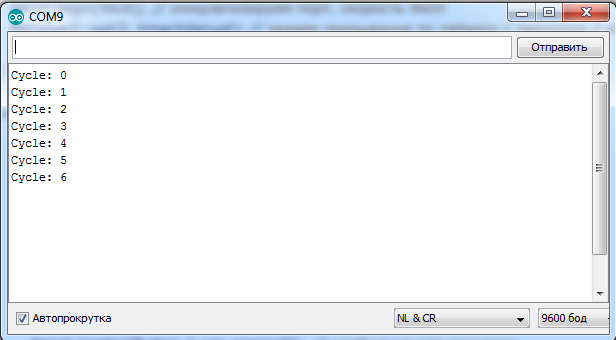 COM9
Отправить
Cycle: 0
Cycle: 1
Cycle: 2
Cycle: 3
Cycle: 4
Cycle: 5
Cycle: 6
Автопрокрутка
NL & CR
9600 бод